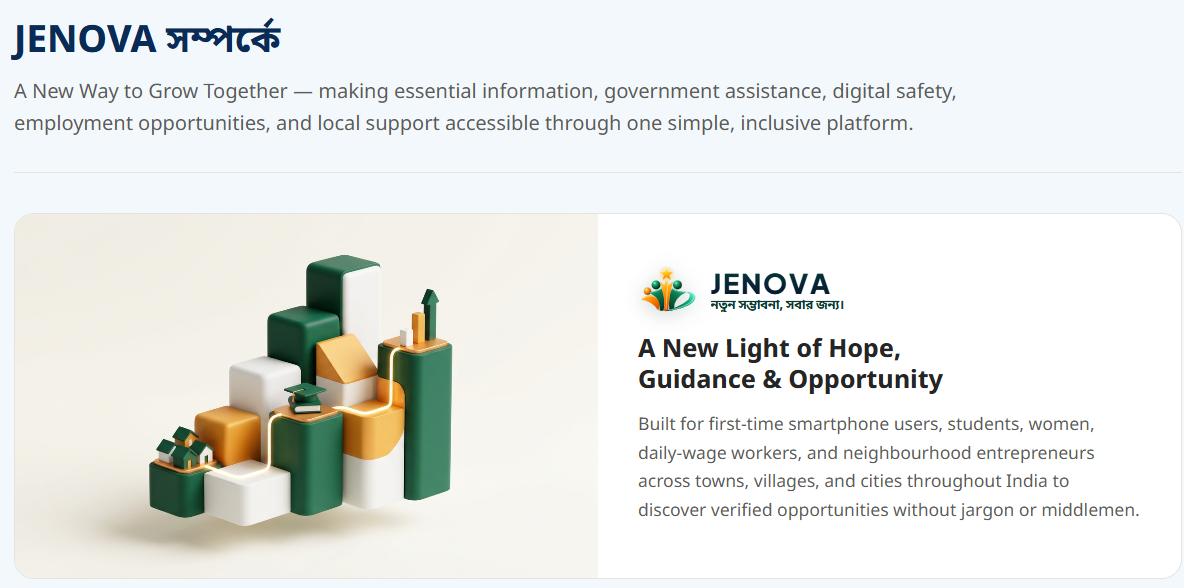 JENOVA সম্পর্কে
A New Way to Grow Together — making essential information, government assistance, digital safety,
employment opportunities, and local support accessible through one simple, inclusive platform.
JENOVA
নতুন সম্ভাবনা, সবার জন্য।
A New Light of Hope,
Guidance & Opportunity
Built for first-time smartphone users, students, women,
daily-wage workers, and neighbourhood entrepreneurs
across towns, villages, and cities throughout India to
discover verified opportunities without jargon or middlemen.